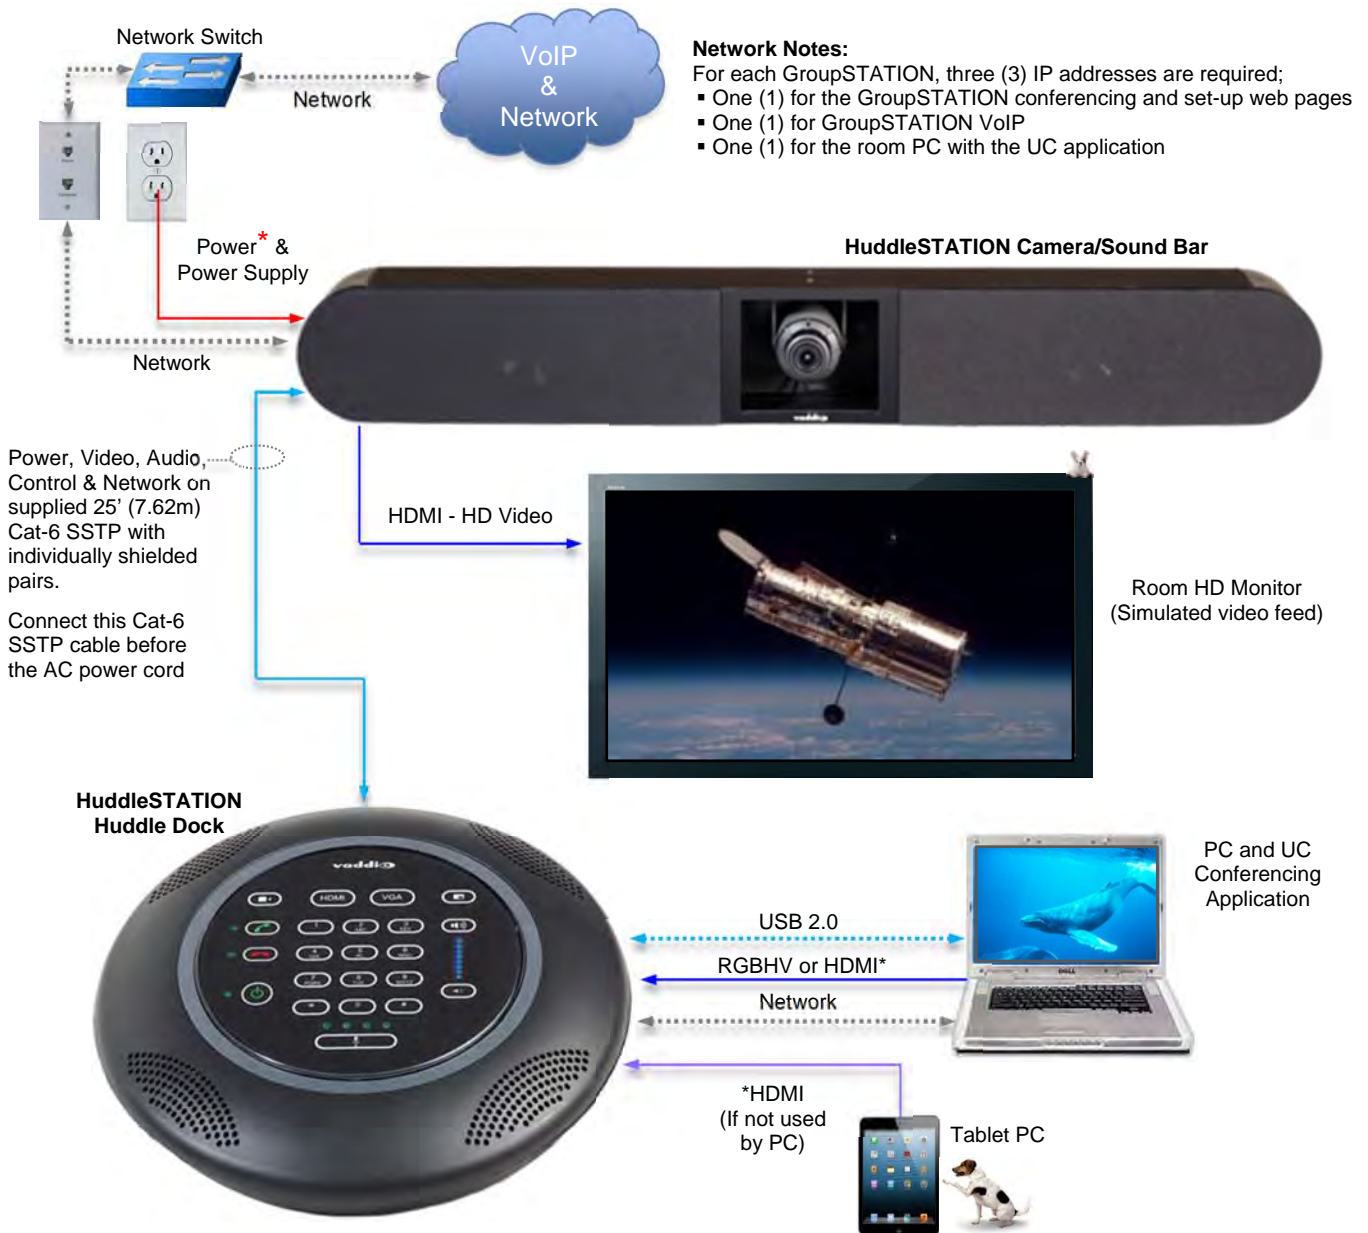 Network Switch
VoIP
&
Network
Network
Network Notes:
For each GroupSTATION, three (3) IP addresses are required;
▪ One (1) for the GroupSTATION conferencing and set-up web pages
▪ One (1) for GroupSTATION VoIP
▪ One (1) for the room PC with the UC application
Power* &
Power Supply
HuddleSTATION Camera/Sound Bar
Network
vaddio
Power, Video, Audio,
Control & Network on
supplied 25' (7.62m)
Cat-6 SSTP with
individually shielded
pairs.
Connect this Cat-6
SSTP cable before
the AC power cord
HDMI - HD Video
Room HD Monitor
(Simulated video feed)
HuddleSTATION
Huddle Dock
vaddio
HDMI
VGA
PC and UC
Conferencing
Application
USB 2.0
RGBHV or HDMI*
Network
DELL
*HDMI
(If not used
by PC)
Tablet PC